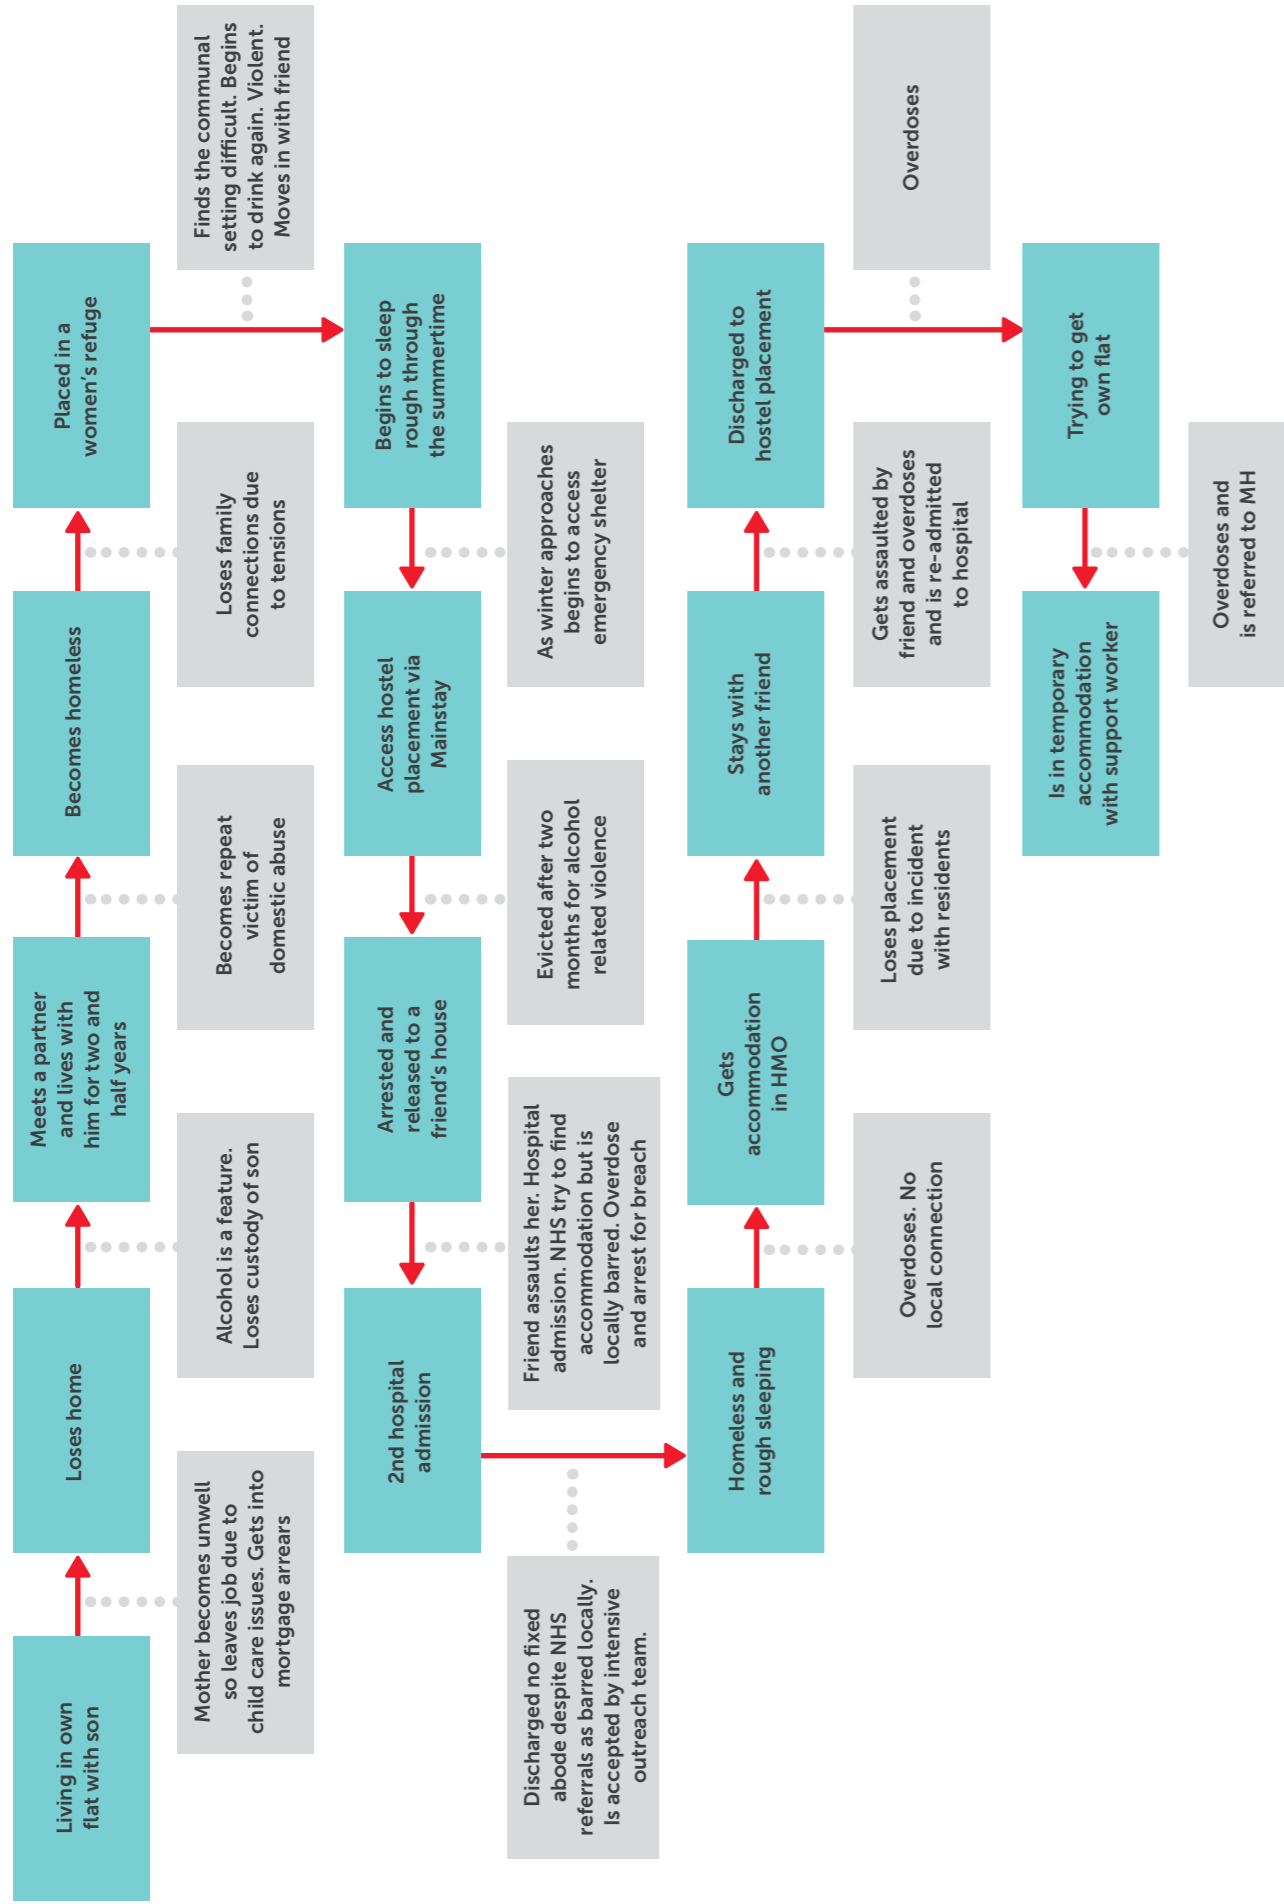 Living in own
flat with son
Mother becomes unwell
so leaves job due to
child care issues. Gets into
mortgage arrears
Loses home
Alcohol is a feature.
Loses custody of son
Meets a partner
and lives with
him for two and
half years
Becomes repeat
victim of
domestic abuse
Becomes homeless
Loses family
connections due
to tensions
Placed in a
women's refuge
Finds the communal
setting difficult. Begins
to drink again. Violent.
Moves in with friend
Begins to sleep
rough through
the summertime
As winter approaches
begins to access
emergency shelter
Access hostel
placement via
Mainstay
Evicted after two
months for alcohol
related violence
Arrested and
released to a
friend's house
Friend assaults her. Hospital
admission. NHS try to find
accommodation but is
locally barred. Overdose
and arrest for breach
2nd hospital
admission
Discharged no fixed
abode despite NHS
referrals as barred locally.
Is accepted by intensive
outreach team.
Homeless and
rough sleeping
Overdoses. No
local connection
Gets
accommodation
in HMO
Loses placement
due to incident
with residents
Stays with
another friend
Gets assaulted by
friend and overdoses
and is re-admitted
to hospital
Discharged to
hostel placement
Overdoses
Trying to get
own flat
Overdoses and
is referred to MH
Is in temporary
accommodation
with support worker